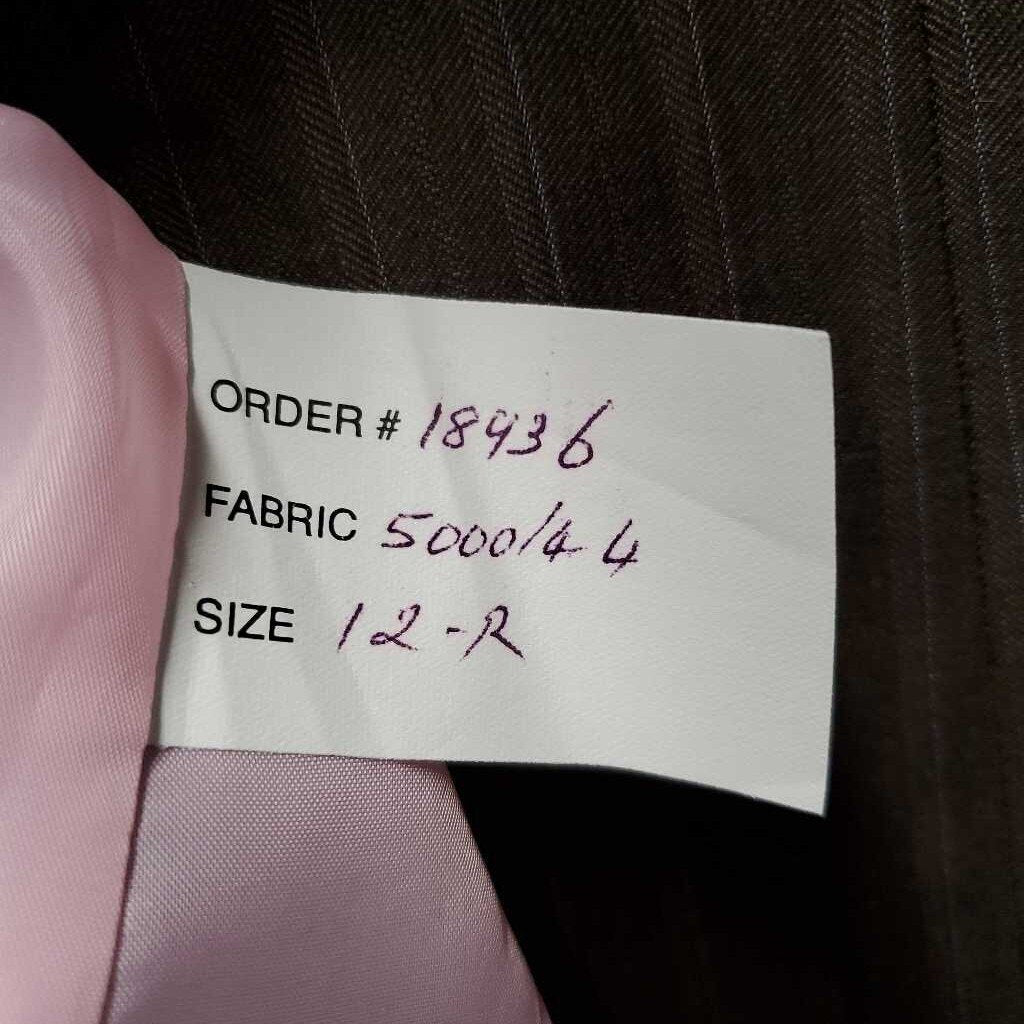 ORDER # 18936
FABRIC 5000/44
SIZE 12-R